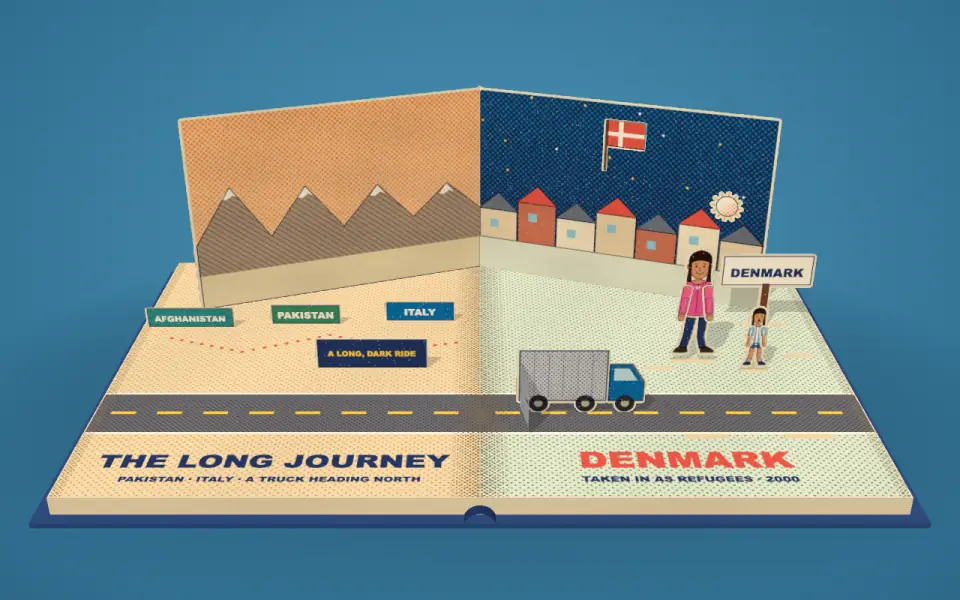 DENMARK
AFGHANISTAN
PAKISTAN
ITALY
A LONG, DARK RIDE
THE LONG JOURNEY
PAKISTAN · ITALY · A TRUCK HEADING NORTH
DENMARK
TAKEN IN AS REFUGEES · 2000